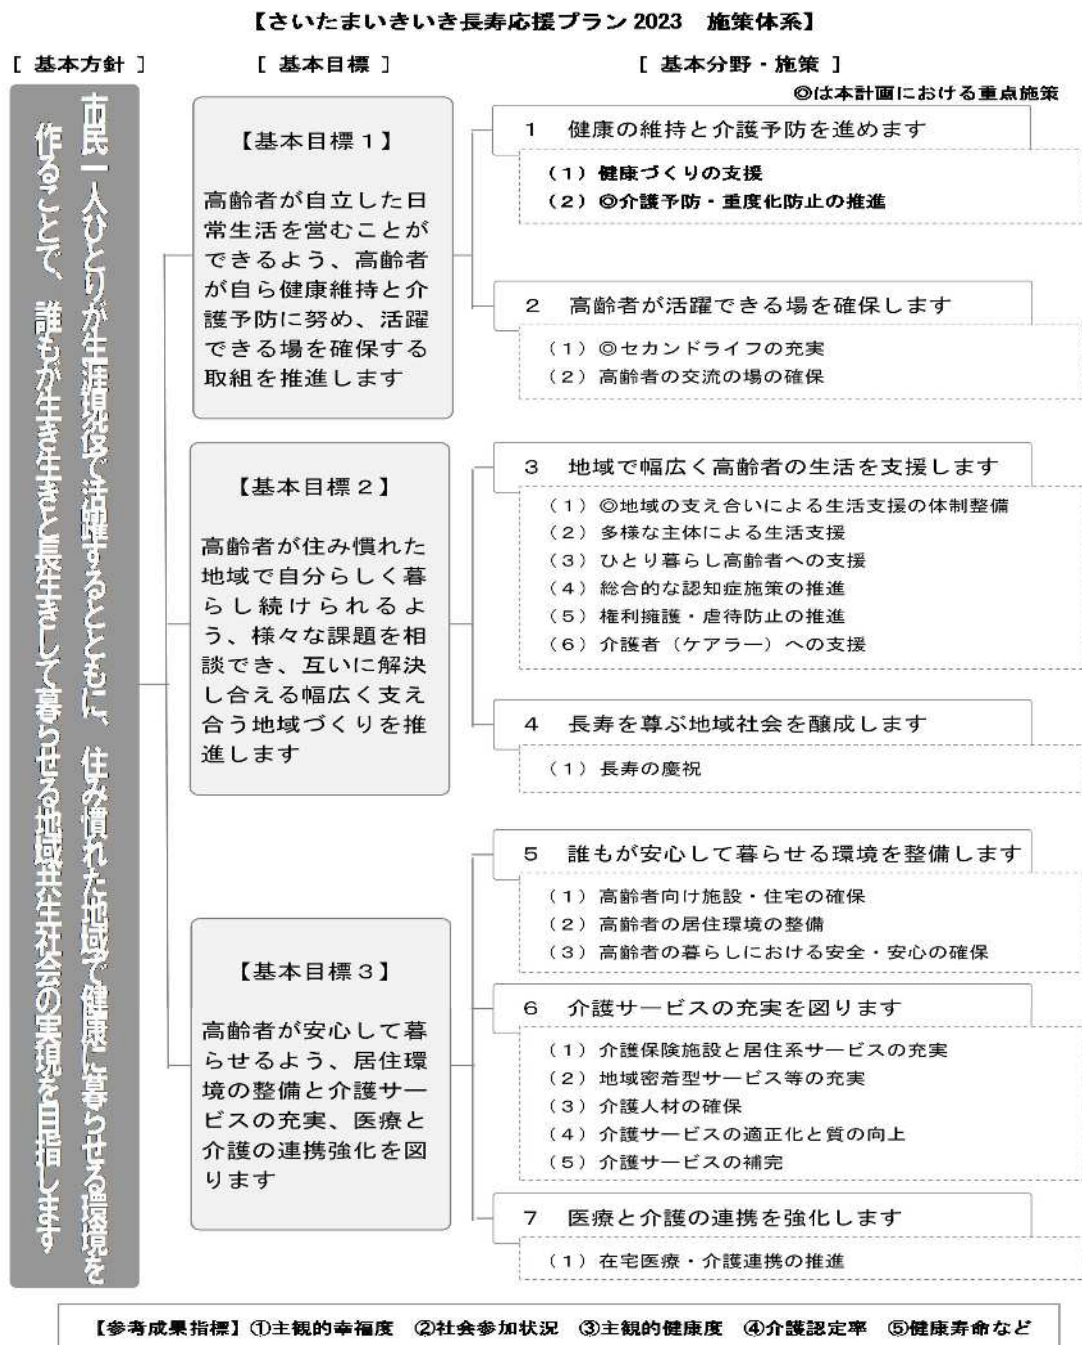 【さいたまいきいき長寿応援プラン2023　施策体系】
[ 基本方針 ]
[ 基本目標 ]
[ 基本分野・施策 ]
◎は本計画における重点施策
市民一人ひとりが生涯現役で活躍するとともに、住み慣れた地域で健康に暮らせる環境を
作ることで、誰もが生き生きと長生きして暮らせる地域共生社会の実現を目指します
【基本目標１】
高齢者が自立した日
常生活を営むことが
できるよう、高齢者
が自ら健康維持と介
護予防に努め、活躍
できる場を確保する
取組を推進します
１　健康の維持と介護予防を進めます
（１）健康づくりの支援
（２）◎介護予防・重度化防止の推進
２　高齢者が活躍できる場を確保します
（１）◎セカンドライフの充実
（２）高齢者の交流の場の確保
【基本目標２】
高齢者が住み慣れた
地域で自分らしく暮
らし続けられるよ
う、様々な課題を相
談でき、互いに解決
し合える幅広く支え
合う地域づくりを推
進します
３　地域で幅広く高齢者の生活を支援します
（１）◎地域の支え合いによる生活支援の体制整備
（２）多様な主体による生活支援
（３）ひとり暮らし高齢者への支援
（４）総合的な認知症施策の推進
（５）権利擁護・虐待防止の推進
（６）介護者（ケアラー）への支援
４　長寿を尊ぶ地域社会を醸成します
（１）長寿の慶祝
【基本目標３】
高齢者が安心して暮
らせるよう、居住環
境の整備と介護サー
ビスの充実、医療と
介護の連携強化を図
ります
５　誰もが安心して暮らせる環境を整備します
（１）高齢者向け施設・住宅の確保
（２）高齢者の居住環境の整備
（３）高齢者の暮らしにおける安全・安心の確保
６　介護サービスの充実を図ります
（１）介護保険施設と居住系サービスの充実
（２）地域密着型サービス等の充実
（３）介護人材の確保
（４）介護サービスの適正化と質の向上
（５）介護サービスの補完
７　医療と介護の連携を強化します
（１）在宅医療・介護連携の推進
【参考成果指標】①主観的幸福度　②社会参加状況　③主観的健康度　④介護認定率　⑤健康寿命など